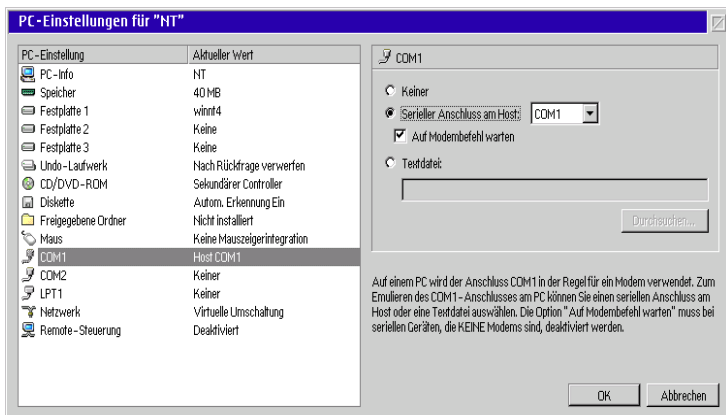 PC-Einstellungen für "NT"
PC-Einstellung Aktueller Wert
PC-Info NT
Speicher 40 MB
Festplatte 1 winnt4
Festplatte 2 Keine
Festplatte 3 Keine
Undo-Laufwerk Nach Rückfrage verwerfen
CD/DVD-ROM Sekundärer Controller
Diskette Autom. Erkennung Ein
Freigegebene Ordner Nicht installiert
Maus Keine Mauszeigerintegration
COM1 Host COM1
COM2 Keiner
LPT1 Keiner
Netzwerk Virtuelle Umschaltung
Remote-Steuerung Deaktiviert
COM1
Keiner
Serieller Anschluss am Host: COM1
Auf Modembefehl warten
Textdatei:
Durchsuchen...
Auf einem PC wird der Anschluss COM1 in der Regel für ein Modem verwendet. Zum
Emulieren des COM1-Anschlusses am PC können Sie einen seriellen Anschluss am
Host oder eine Textdatei auswählen. Die Option "Auf Modembefehl warten" muss bei
seriellen Geräten, die KEINE Modems sind, deaktiviert werden.
OK Abbrechen